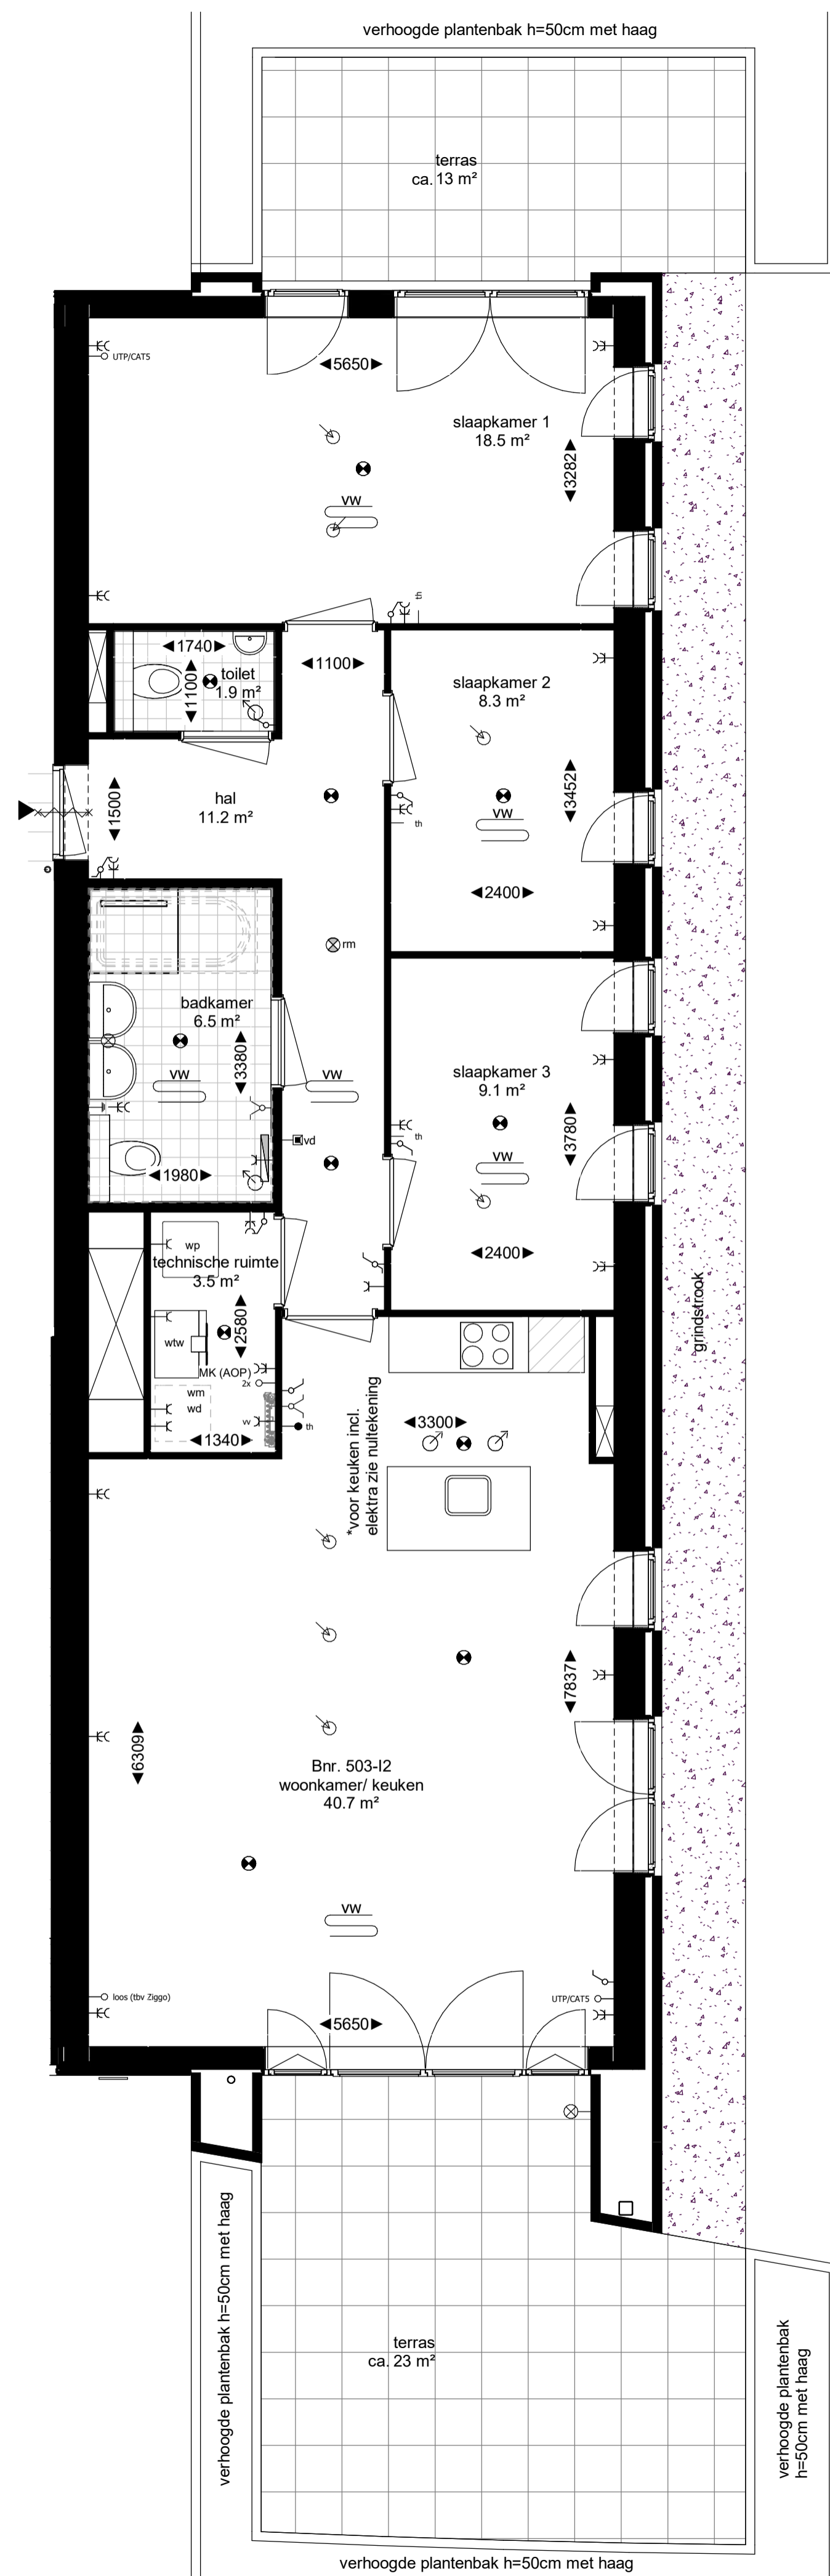 verhoogde plantenbak h=50cm met haag
terras
ca. 13 m²
UTP/CAT5
5650
slaapkamer 1
18.5 m²
3282
vw
th
1740
toilet
1.9 m²
1100
1100
slaapkamer 2
8.3 m²
hal
11.2 m²
1500
3452
vw
th
2400
rm
badkamer
6.5 m²
3380
vw
vw
slaapkamer 3
9.1 m²
th
3780
vd
vw
1980
2400
wp
technische ruimte
3.5 m²
2580
wtw
MK (AOP)
2x
wm
wd
vv
th
1340
grindstrook
3300
*voor keuken incl.
elektra zie nultekening
7837
6309
Bnr. 503-I2
woonkamer/ keuken
40.7 m²
vw
loos (tbv Ziggo)
UTP/CAT5
5650
verhoogde plantenbak h=50cm met haag
terras
ca. 23 m²
verhoogde plantenbak
h=50cm met haag
verhoogde plantenbak h=50cm met haag